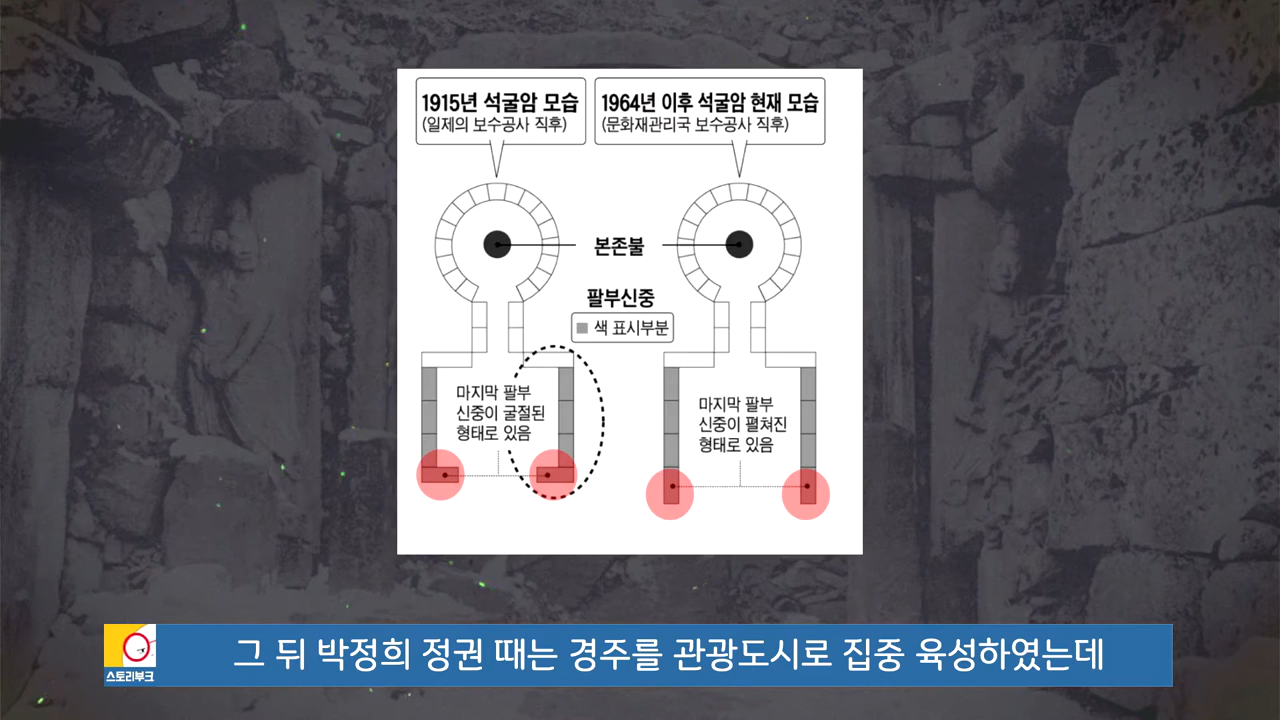 1915년 석굴암 모습
(일제의 보수공사 직후)
1964년 이후 석굴암 현재 모습
(문화재관리국 보수공사 직후)
본존불
팔부신중
색 표시부분
마지막 팔부
신중이 굴절된
형태로 있음
마지막 팔부
신중이 펼쳐진
형태로 있음
스토리부크
그 뒤 박정희 정권 때는 경주를 관광도시로 집중 육성하였는데